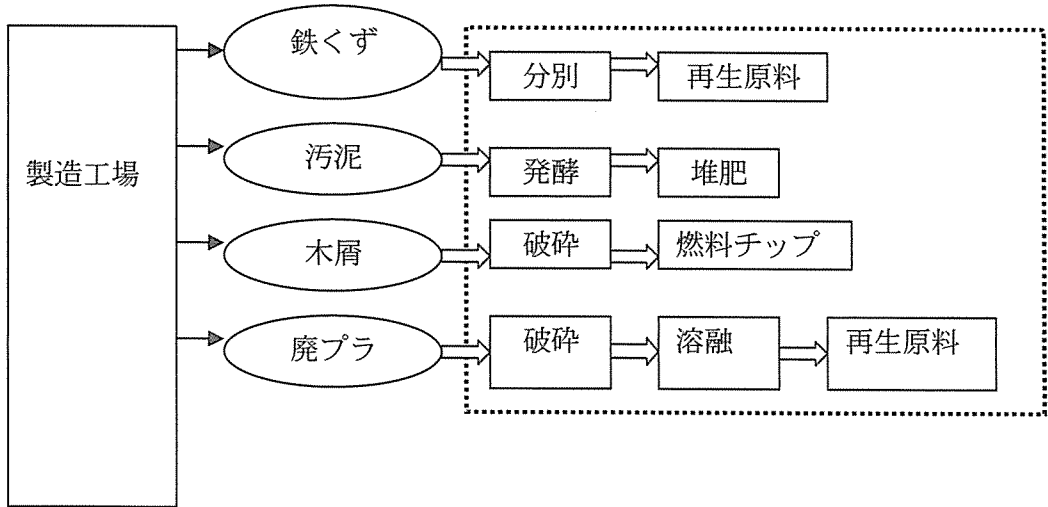 製造工場
鉄くず
分別
再生原料
汚泥
発酵
堆肥
木屑
破砕
燃料チップ
廃プラ
破砕
溶融
再生原料